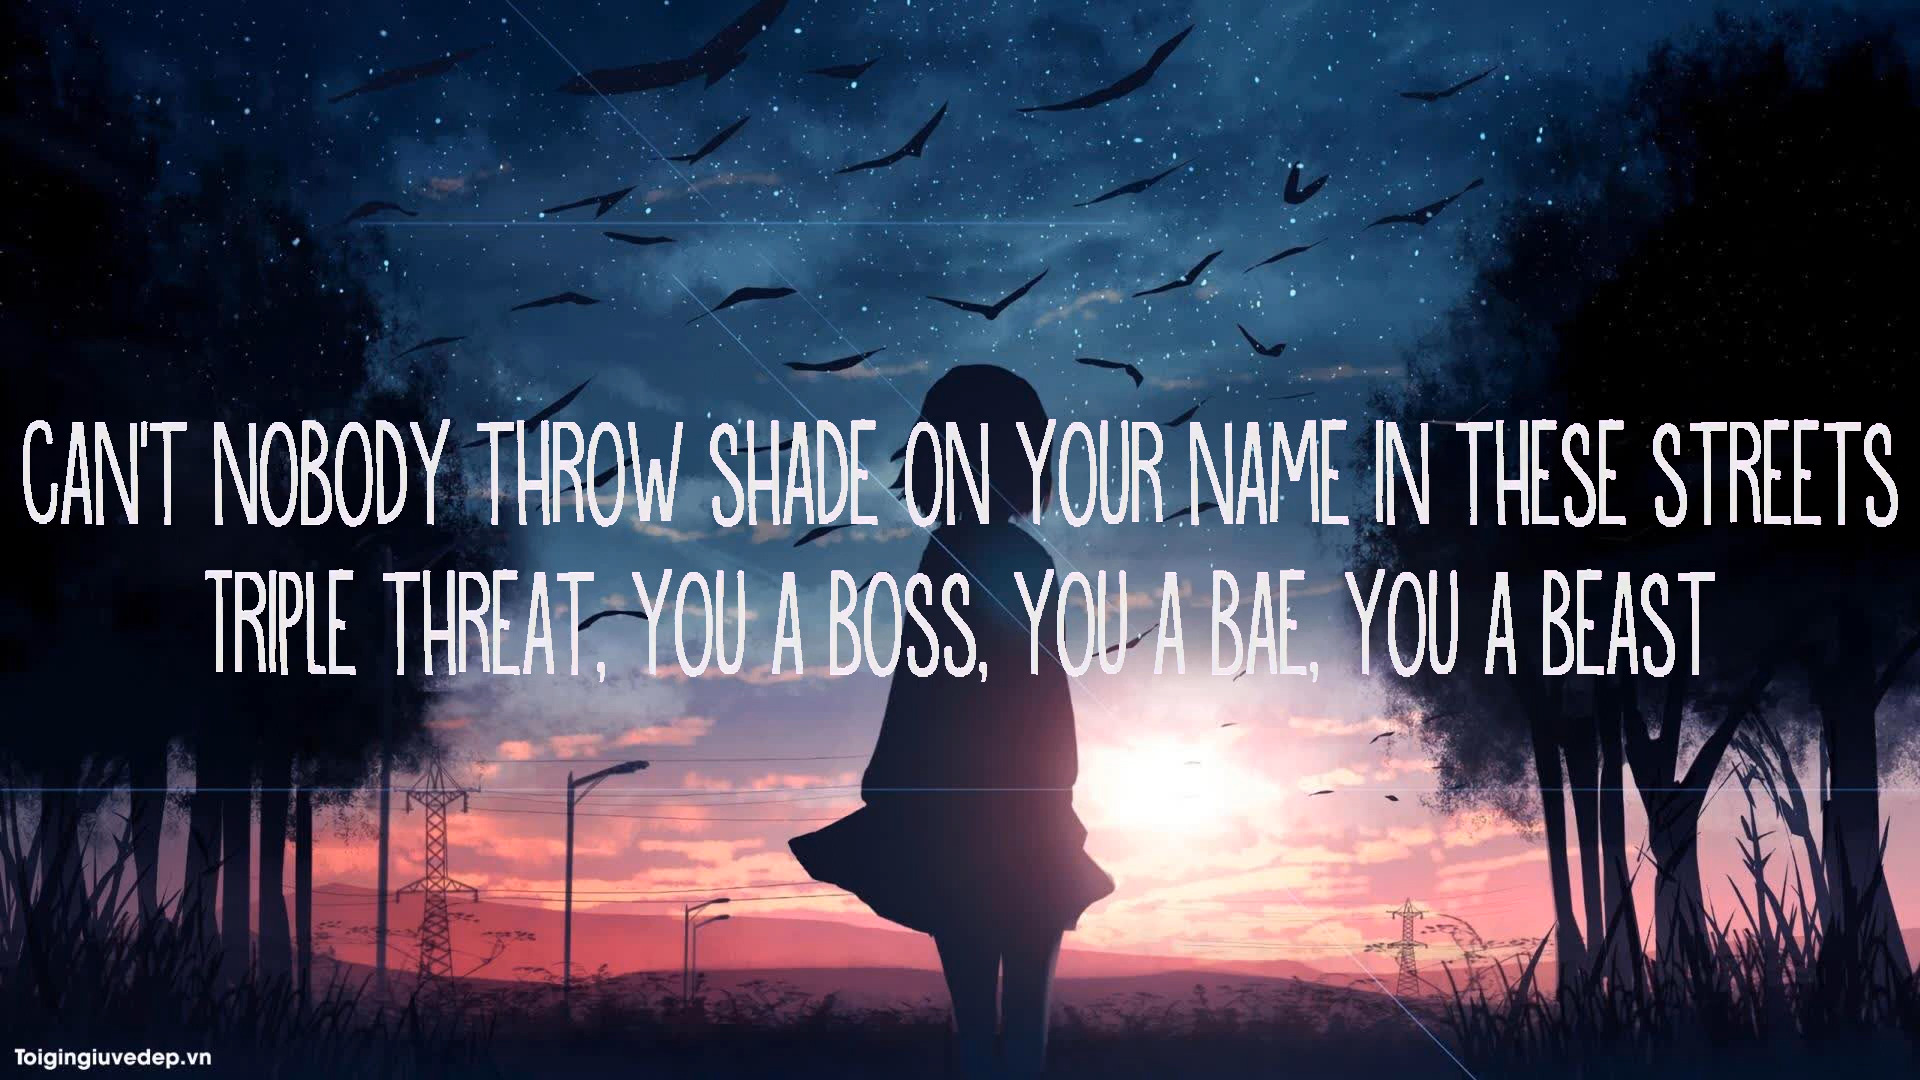 CAN'T NOBODY THROW SHADE ON YOUR NAME IN THESE STREETS
TRIPLE THREAT, YOU A BOSS, YOU A BAE, YOU A BEAST
Toigingiuvedep.vn